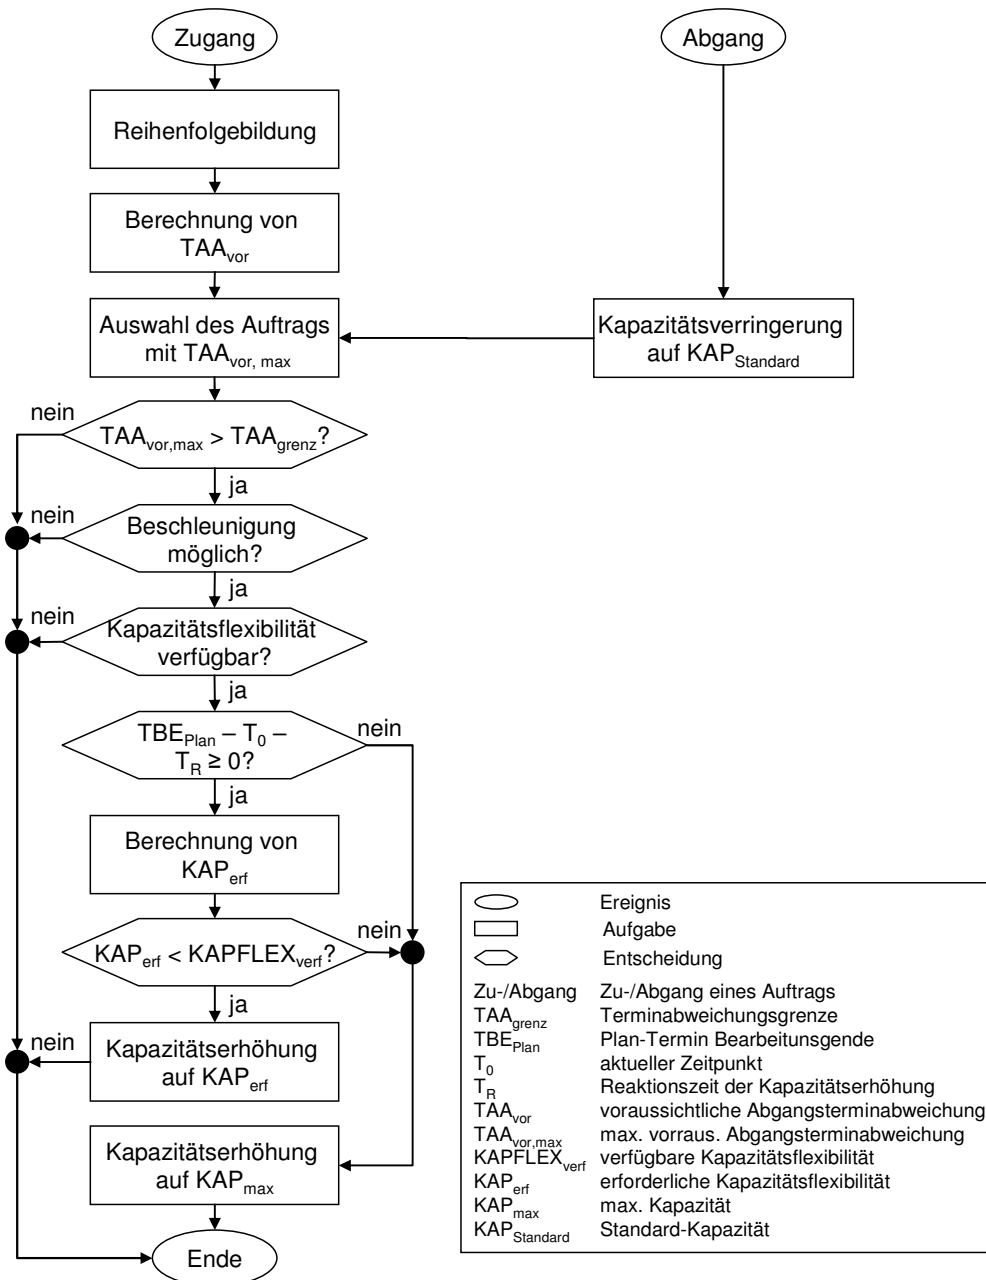 Zugang
Abgang
Reihenfolgebildung
Berechnung von
TAAvor
Auswahl des Auftrags
mit TAAvor, max
Kapazitätsverringerung
auf KAPStandard
nein
TAAvor,max > TAAgrenz?
ja
nein
Beschleunigung
möglich?
ja
nein
Kapazitätsflexibilität
verfügbar?
ja
TBEPlan – T0 –
TR ≥ 0?
nein
ja
Berechnung von
KAPerf
KAPerf < KAPFLEXverf?
nein
ja
nein
Kapazitätserhöhung
auf KAPerf
Kapazitätserhöhung
auf KAPmax
Ende
Ereignis
Aufgabe
Entscheidung
Zu-/Abgang Zu-/Abgang eines Auftrags
TAAgrenz Terminabweichungsgrenze
TBEPlan Plan-Termin Bearbeitunsgende
T0 aktueller Zeitpunkt
TR Reaktionszeit der Kapazitätserhöhung
TAAvor voraussichtliche Abgangsterminabweichung
TAAvor,max max. vorraus. Abgangsterminabweichung
KAPFLEXverf verfügbare Kapazitätsflexibilität
KAPerf erforderliche Kapazitätsflexibilität
KAPmax max. Kapazität
KAPStandard Standard-Kapazität